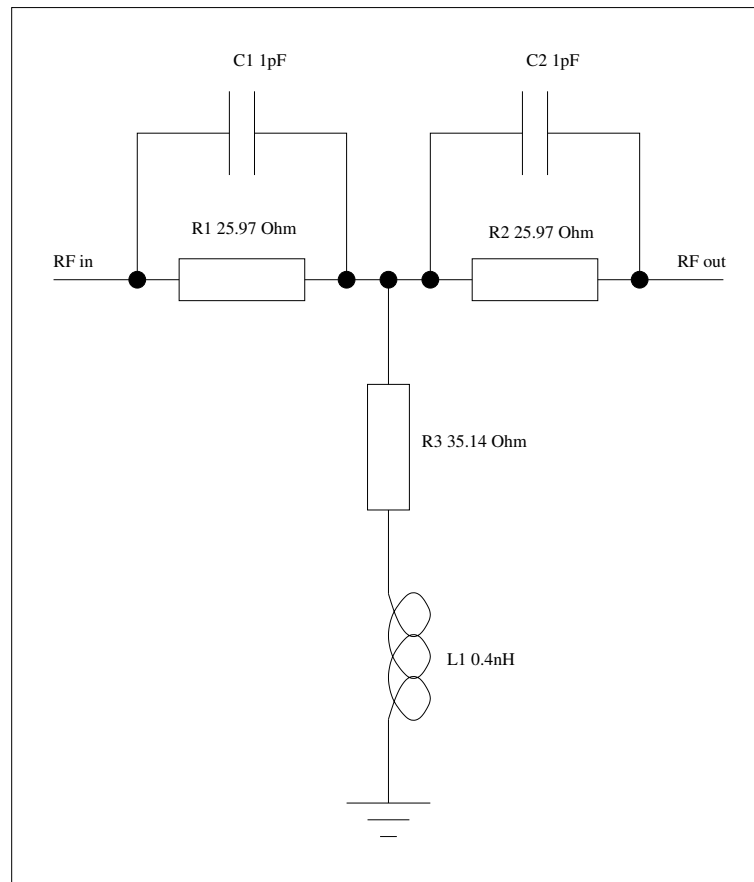 C1 1pF
C2 1pF
R1 25.97 Ohm
R2 25.97 Ohm
RF in
RF out
R3 35.14 Ohm
L1 0.4nH